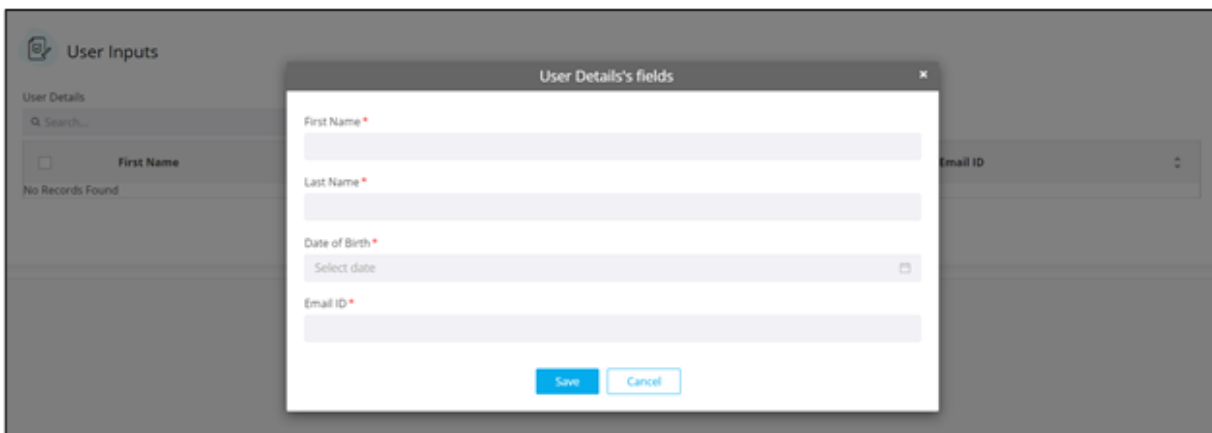 User Inputs
User Details's fields
User Details
Search...
First Name
Email ID
No Records Found
First Name *
Last Name *
Date of Birth *
Select date
Email ID *
Save
Cancel